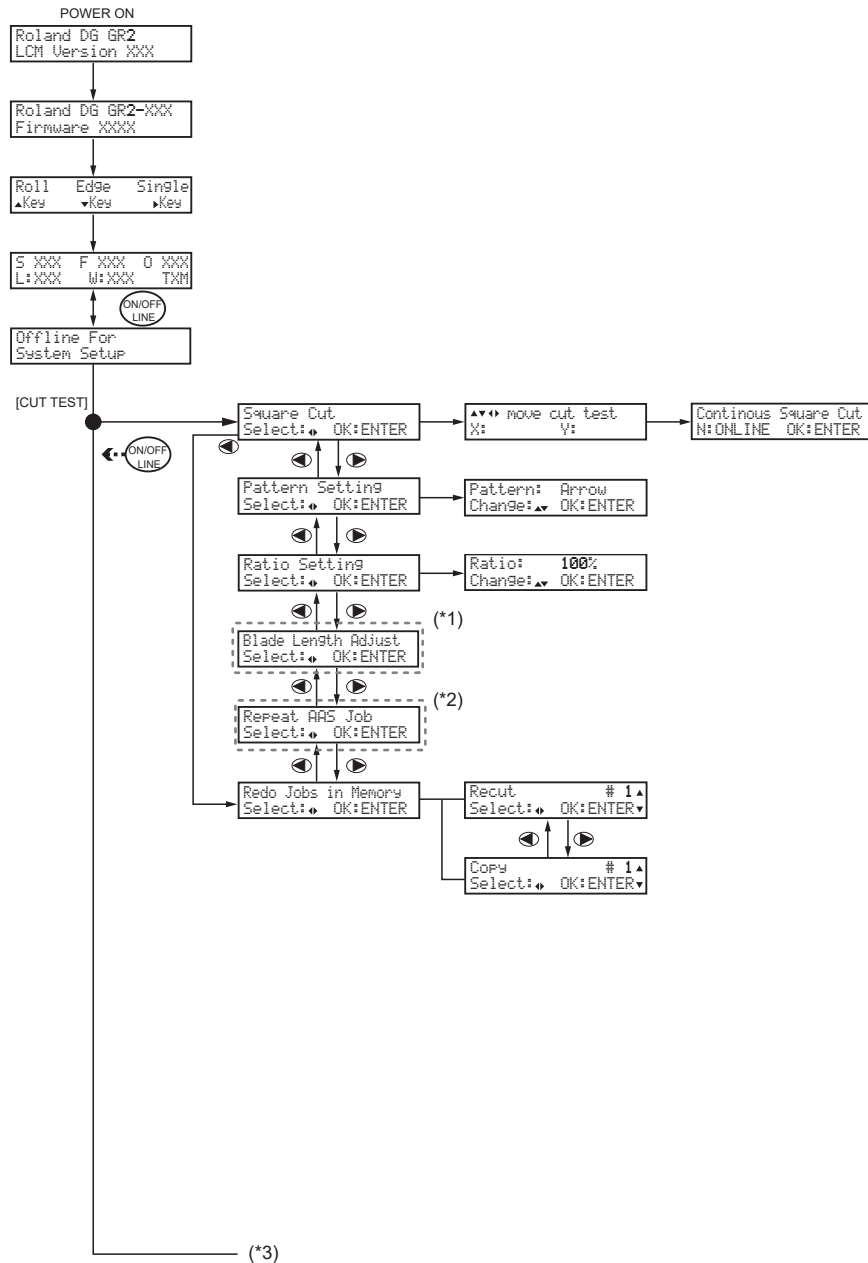 POWER ON
Roland DG GR2
LCM Version XXX
Roland DG GR2-XXX
Firmware XXXX
Roll Edge Single
▲Key ▼Key ▶Key
S XXX F XXX O XXX
L:XXX W:XXX TXM
ON/OFF
LINE
Offline For
System Setup
[CUT TEST]
ON/OFF
LINE
Square Cut
Select:◀▶ OK:ENTER
▲▼◀▶ move cut test
X: Y:
Continous Square Cut
N:ONLINE OK:ENTER
Pattern Setting
Select:◀▶ OK:ENTER
Pattern: Arrow
Change:▲▼ OK:ENTER
Ratio Setting
Select:◀▶ OK:ENTER
Ratio: 100%
Change:▲▼ OK:ENTER
(*1)
Blade Length Adjust
Select:◀▶ OK:ENTER
(*2)
Repeat AAS Job
Select:◀▶ OK:ENTER
Redo Jobs in Memory
Select:◀▶ OK:ENTER
Recut # 1▲
Select:◀▶ OK:ENTER▼
Copy # 1▲
Select:◀▶ OK:ENTER▼
(*3)